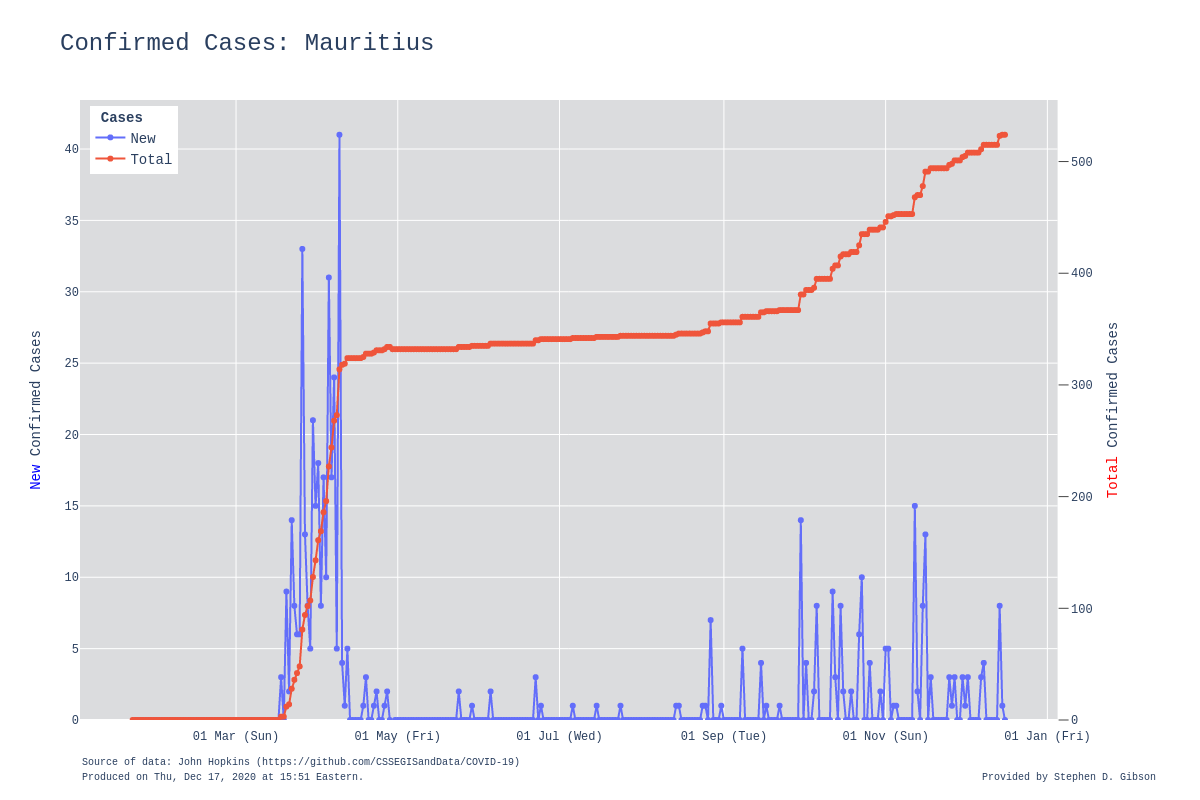 Confirmed Cases: Mauritius
Cases
New
Total
40
35
30
25
20
15
10
5
0
New Confirmed Cases
500
400
300
200
100
0
Total Confirmed Cases
01 Mar (Sun)
01 May (Fri)
01 Jul (Wed)
01 Sep (Tue)
01 Nov (Sun)
01 Jan (Fri)
Source of data: John Hopkins (https://github.com/CSSEGISandData/COVID-19)
Produced on Thu, Dec 17, 2020 at 15:51 Eastern.
Provided by Stephen D. Gibson